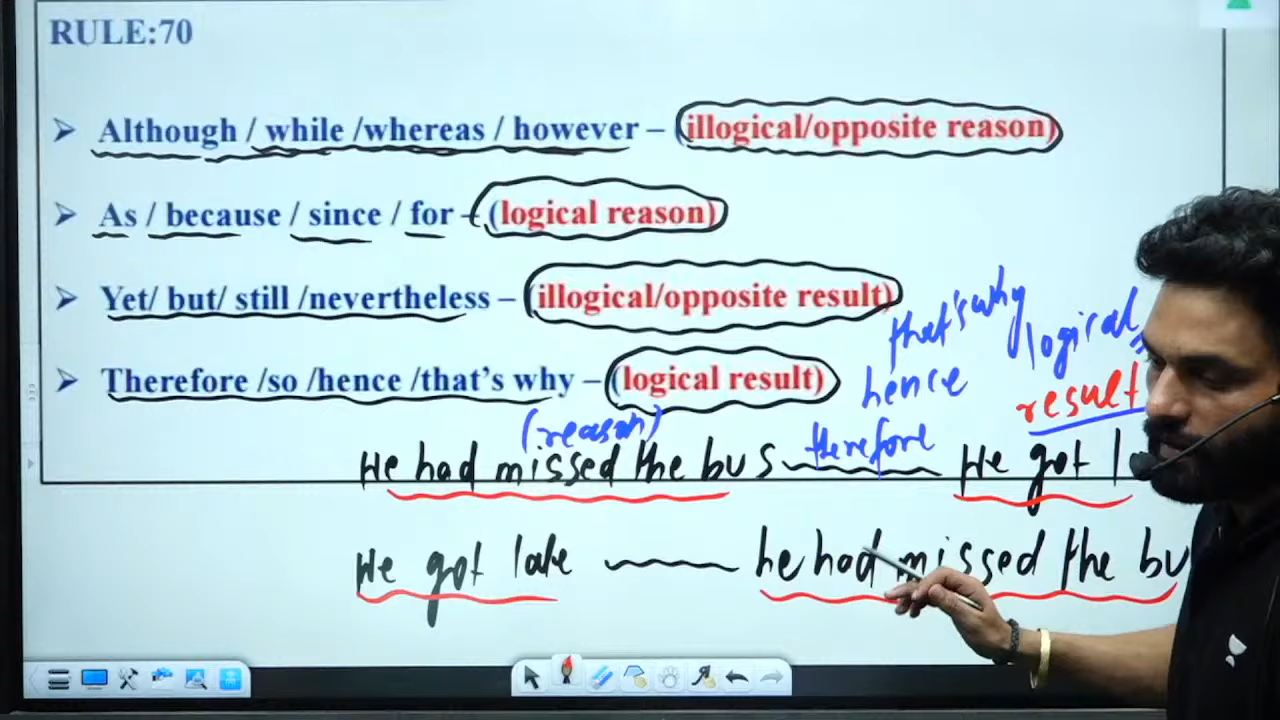 RULE:70
➢ Although / while /whereas / however – (illogical/opposite reason)
➢ As / because / since / for – (logical reason)
➢ Yet/ but/ still /nevertheless – (illogical/opposite result)
➢ Therefore /so /hence /that's why – (logical result)
that's why logical
hence result
(reason)
He had missed the bus therefore He got
He got late he had missed the